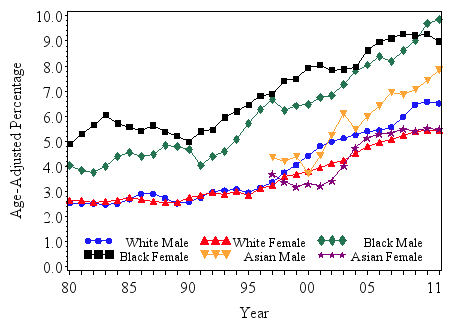 10.0
9.0
8.0
7.0
6.0
5.0
4.0
3.0
2.0
1.0
0.0
Age-Adjusted Percentage
White Male White Female Black Male
Black Female Asian Male Asian Female
80 85 90 95 00 05 11
Year